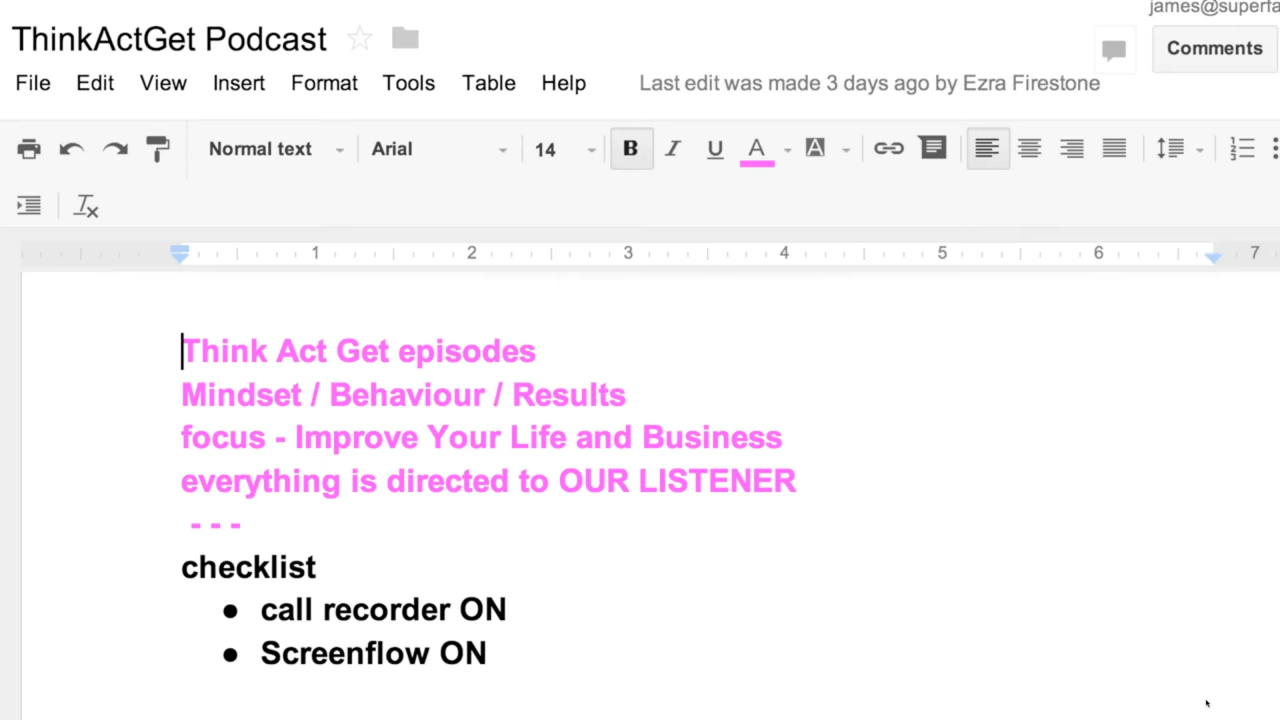 james@superfa
ThinkActGet Podcast
Comments
File Edit View Insert Format Tools Table Help Last edit was made 3 days ago by Ezra Firestone
Normal text Arial 14 B I U A A
1 2 3 4 5 6 7
Think Act Get episodes
Mindset / Behaviour / Results
focus - Improve Your Life and Business
everything is directed to OUR LISTENER
- - -
checklist
● call recorder ON
● Screenflow ON